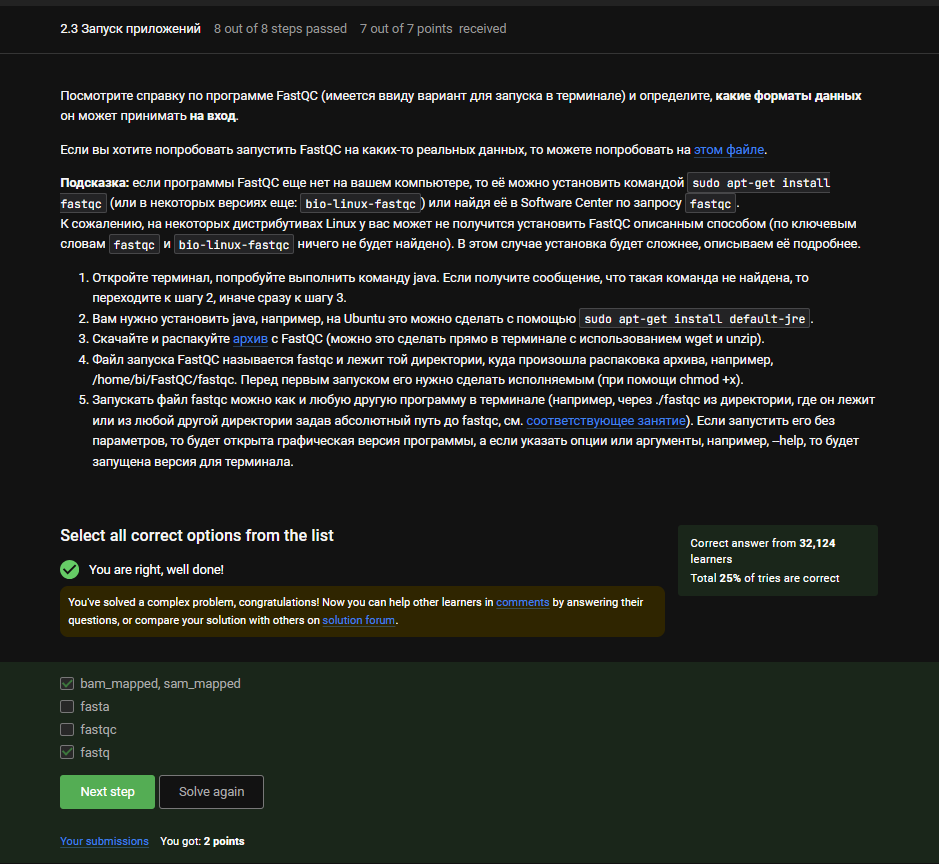 2.3 Запуск приложений 8 out of 8 steps passed 7 out of 7 points received
Посмотрите справку по программе FastQC (имеется ввиду вариант для запуска в терминале) и определите, какие форматы данных
он может принимать на вход.
Если вы хотите попробовать запустить FastQC на каких-то реальных данных, то можете попробовать на этом файле.
Подсказка: если программы FastQC еще нет на вашем компьютере, то её можно установить командой sudo apt-get install
fastqc (или в некоторых версиях еще: bio-linux-fastqc) или найдя её в Software Center по запросу fastqc.
К сожалению, на некоторых дистрибутивах Linux у вас может не получится установить FastQC описанным способом (по ключевым
словам fastqc и bio-linux-fastqc ничего не будет найдено). В этом случае установка будет сложнее, описываем её подробнее.
1. Откройте терминал, попробуйте выполнить команду java. Если получите сообщение, что такая команда не найдена, то
переходите к шагу 2, иначе сразу к шагу 3.
2. Вам нужно установить java, например, на Ubuntu это можно сделать с помощью sudo apt-get install default-jre.
3. Скачайте и распакуйте архив с FastQC (можно это сделать прямо в терминале с использованием wget и unzip).
4. Файл запуска FastQC называется fastqc и лежит той директории, куда произошла распаковка архива, например,
/home/bi/FastQC/fastqc. Перед первым запуском его нужно сделать исполняемым (при помощи chmod +x).
5. Запускать файл fastqc можно как и любую другую программу в терминале (например, через ./fastqc из директории, где он лежит
или из любой другой директории задав абсолютный путь до fastqc, см. соответствующее занятие). Если запустить его без
параметров, то будет открыта графическая версия программы, а если указать опции или аргументы, например, --help, то будет
запущена версия для терминала.
Select all correct options from the list
Correct answer from 32,124
learners
Total 25% of tries are correct
You are right, well done!
You've solved a complex problem, congratulations! Now you can help other learners in comments by answering their
questions, or compare your solution with others on solution forum.
bam_mapped, sam_mapped
fasta
fastqc
fastq
Next step Solve again
Your submissions You got: 2 points